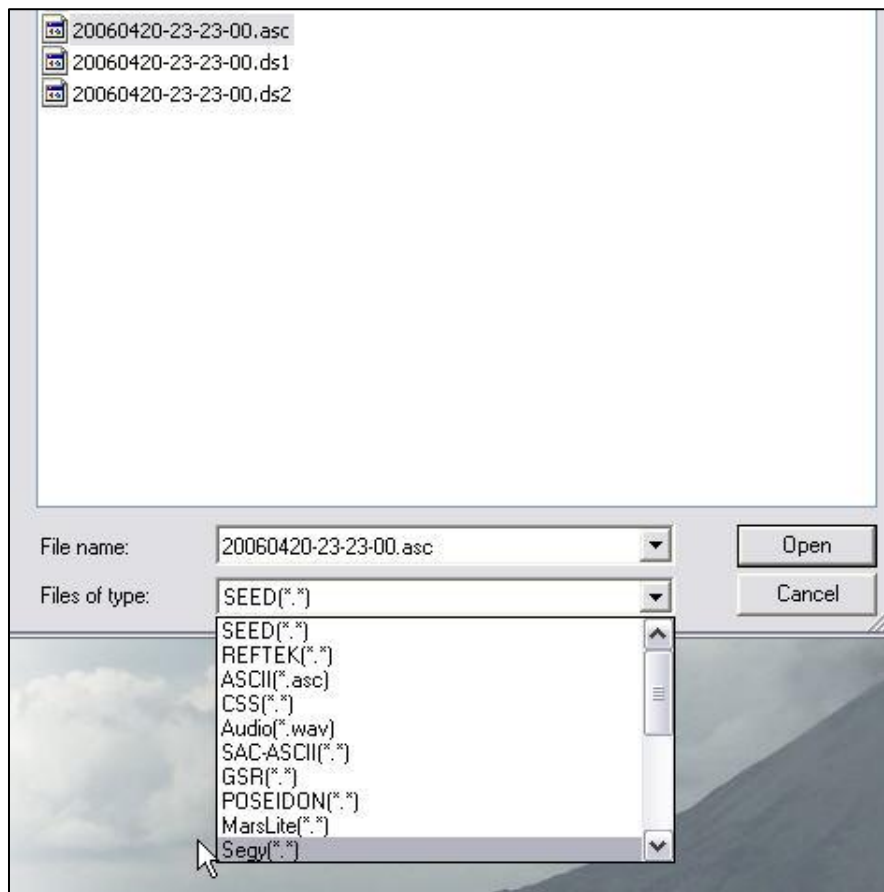 20060420-23-23-00.asc
20060420-23-23-00.ds1
20060420-23-23-00.ds2
File name:
20060420-23-23-00.asc
Open
Files of type:
SEED(*.*)
Cancel
SEED(*.*)
REFTEK(*.*)
ASCII(*.asc)
CSS(*.*)
Audio(*.wav)
SAC-ASCII(*.*)
GSR(*.*)
POSEIDON(*.*)
MarsLite(*.*)
Segy(*.*)